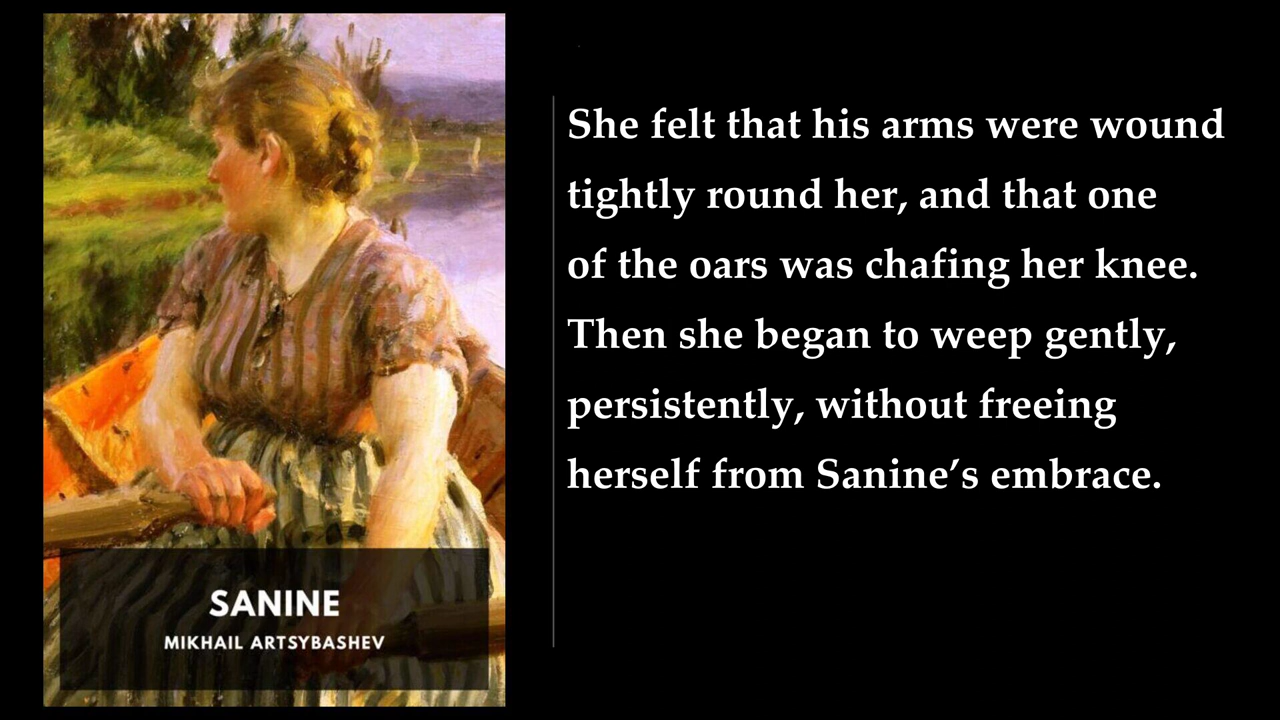 SANINE
MIKHAIL ARTSYBASHEV
She felt that his arms were wound
tightly round her, and that one
of the oars was chafing her knee.
Then she began to weep gently,
persistently, without freeing
herself from Sanine’s embrace.